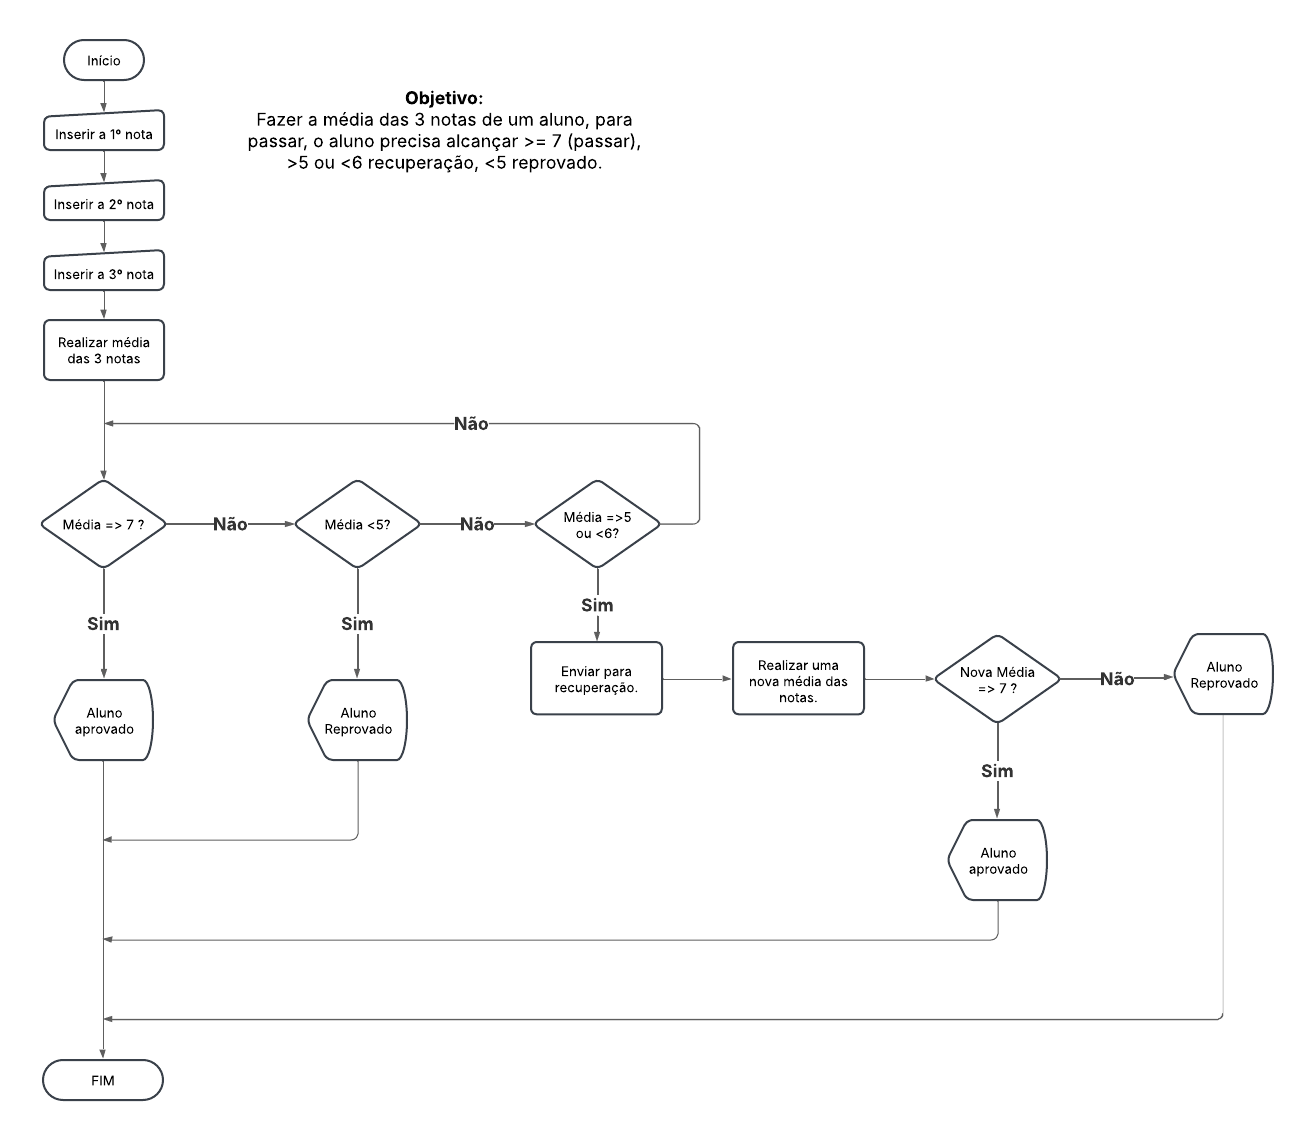 Início
Objetivo:
Fazer a média das 3 notas de um aluno, para
passar, o aluno precisa alcançar >= 7 (passar),
>5 ou <6 recuperação, <5 reprovado.
Inserir a 1º nota
Inserir a 2º nota
Inserir a 3º nota
Realizar média
das 3 notas
Não
Média => 7 ?
Não
Média <5?
Não
Média =>5
ou <6?
Sim
Sim
Sim
Enviar para
recuperação.
Realizar uma
nova média das
notas.
Nova Média
=> 7 ?
Não
Aluno
Reprovado
Aluno
aprovado
Aluno
Reprovado
Sim
Aluno
aprovado
FIM